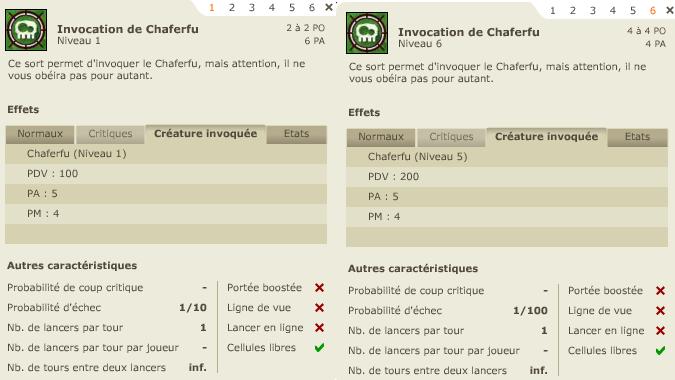 1 2 3 4 5 6
Invocation de Chaferfu
2 à 2 PO
Niveau 1
6 PA
Ce sort permet d'invoquer le Chaferfu, mais attention, il ne
vous obéira pas pour autant.
Effets
Normaux Critiques Créature invoquée Etats
Chaferfu (Niveau 1)
PDV : 100
PA : 5
PM : 4
Autres caractéristiques
Probabilité de coup critique -
Portée boostée
Probabilité d'échec 1/10
Ligne de vue
Nb. de lancers par tour 1
Lancer en ligne
Nb. de lancers par tour par joueur -
Cellules libres
Nb. de tours entre deux lancers inf.
1 2 3 4 5 6
Invocation de Chaferfu
4 à 4 PO
Niveau 6
4 PA
Ce sort permet d'invoquer le Chaferfu, mais attention, il ne
vous obéira pas pour autant.
Effets
Normaux Critiques Créature invoquée Etats
Chaferfu (Niveau 5)
PDV : 200
PA : 5
PM : 4
Autres caractéristiques
Probabilité de coup critique -
Portée boostée
Probabilité d'échec 1/100
Ligne de vue
Nb. de lancers par tour 1
Lancer en ligne
Nb. de lancers par tour par joueur -
Cellules libres
Nb. de tours entre deux lancers inf.